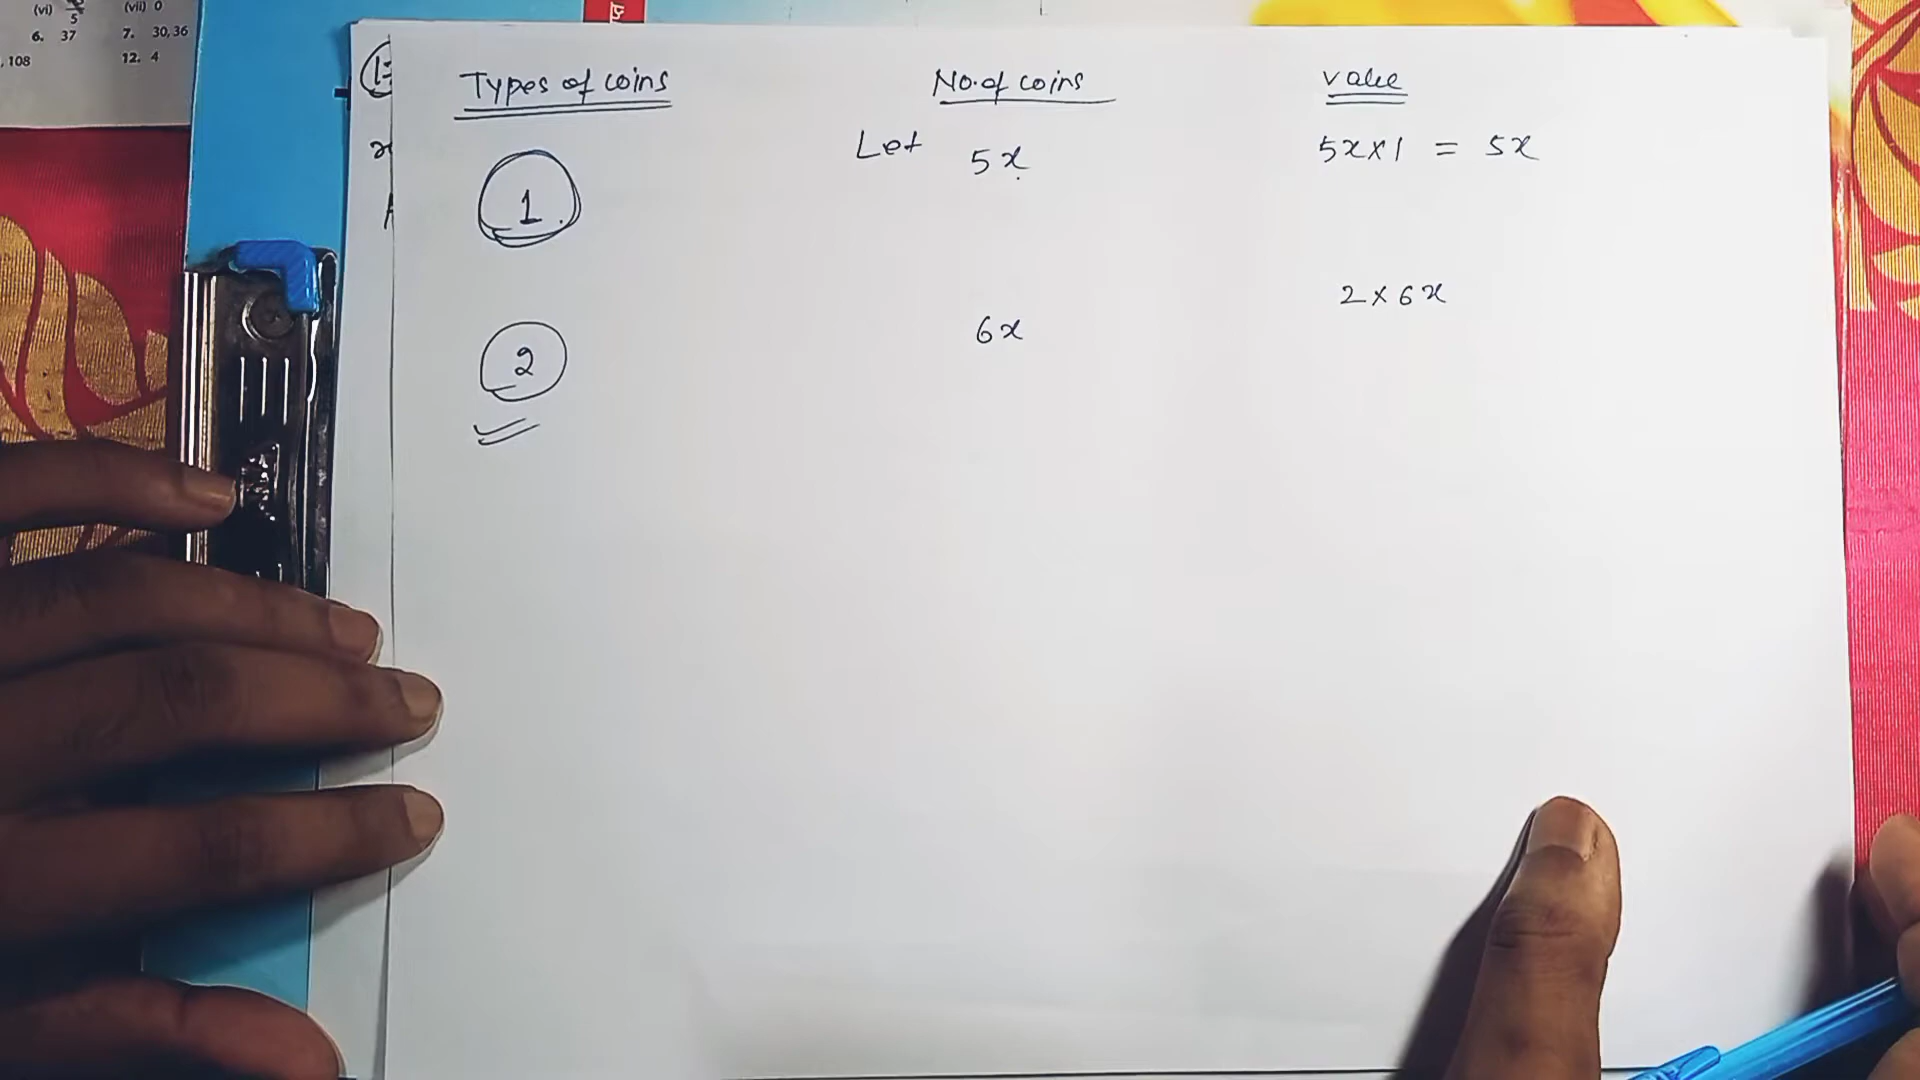 (vi) 5 (vii) 0
6. 37 7. 30, 36
, 108 12. 4
Types of coins No. of coins value
Let 5x 5x×1 = 5x
1
2×6x
6x
2